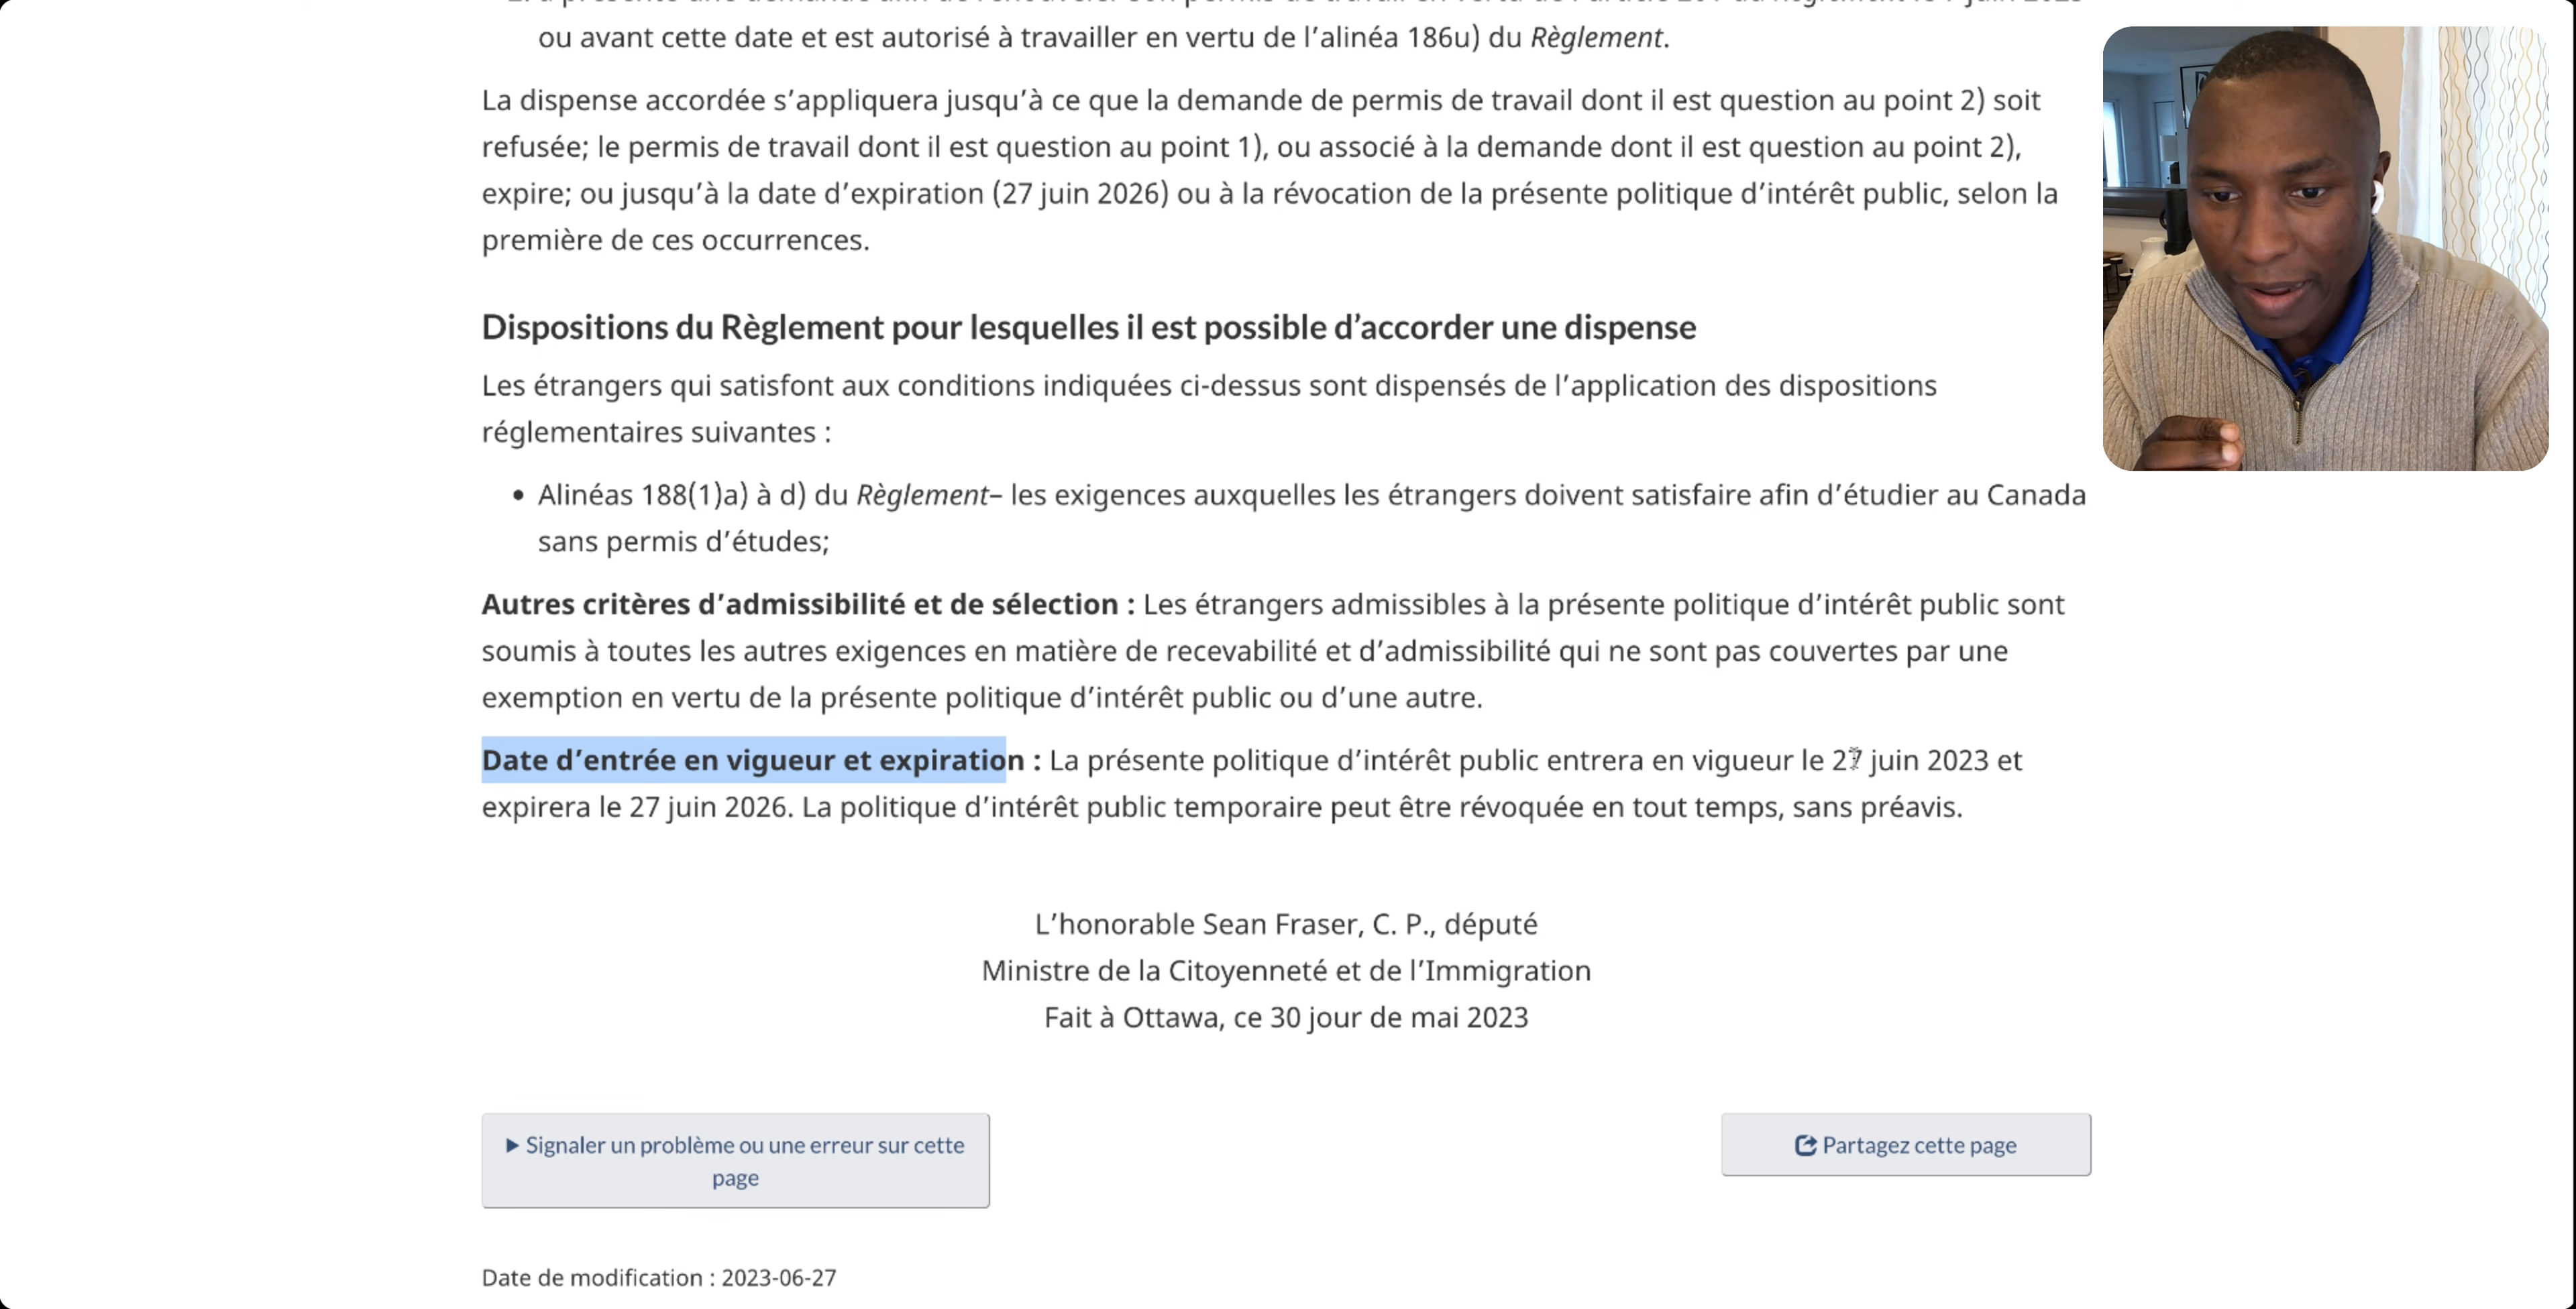 ou avant cette date et est autorisé à travailler en vertu de l’alinéa 186u) du Règlement.
La dispense accordée s’appliquera jusqu’à ce que la demande de permis de travail dont il est question au point 2) soit
refusée; le permis de travail dont il est question au point 1), ou associé à la demande dont il est question au point 2),
expire; ou jusqu’à la date d’expiration (27 juin 2026) ou à la révocation de la présente politique d’intérêt public, selon la
première de ces occurrences.
Dispositions du Règlement pour lesquelles il est possible d’accorder une dispense
Les étrangers qui satisfont aux conditions indiquées ci-dessus sont dispensés de l’application des dispositions
réglementaires suivantes :
• Alinéas 188(1)a) à d) du Règlement– les exigences auxquelles les étrangers doivent satisfaire afin d’étudier au Canada
sans permis d’études;
Autres critères d’admissibilité et de sélection : Les étrangers admissibles à la présente politique d’intérêt public sont
soumis à toutes les autres exigences en matière de recevabilité et d’admissibilité qui ne sont pas couvertes par une
exemption en vertu de la présente politique d’intérêt public ou d’une autre.
Date d’entrée en vigueur et expiration : La présente politique d’intérêt public entrera en vigueur le 27 juin 2023 et
expirera le 27 juin 2026. La politique d’intérêt public temporaire peut être révoquée en tout temps, sans préavis.
L’honorable Sean Fraser, C. P., député
Ministre de la Citoyenneté et de l’Immigration
Fait à Ottawa, ce 30 jour de mai 2023
Signaler un problème ou une erreur sur cette
page
Partagez cette page
Date de modification : 2023-06-27